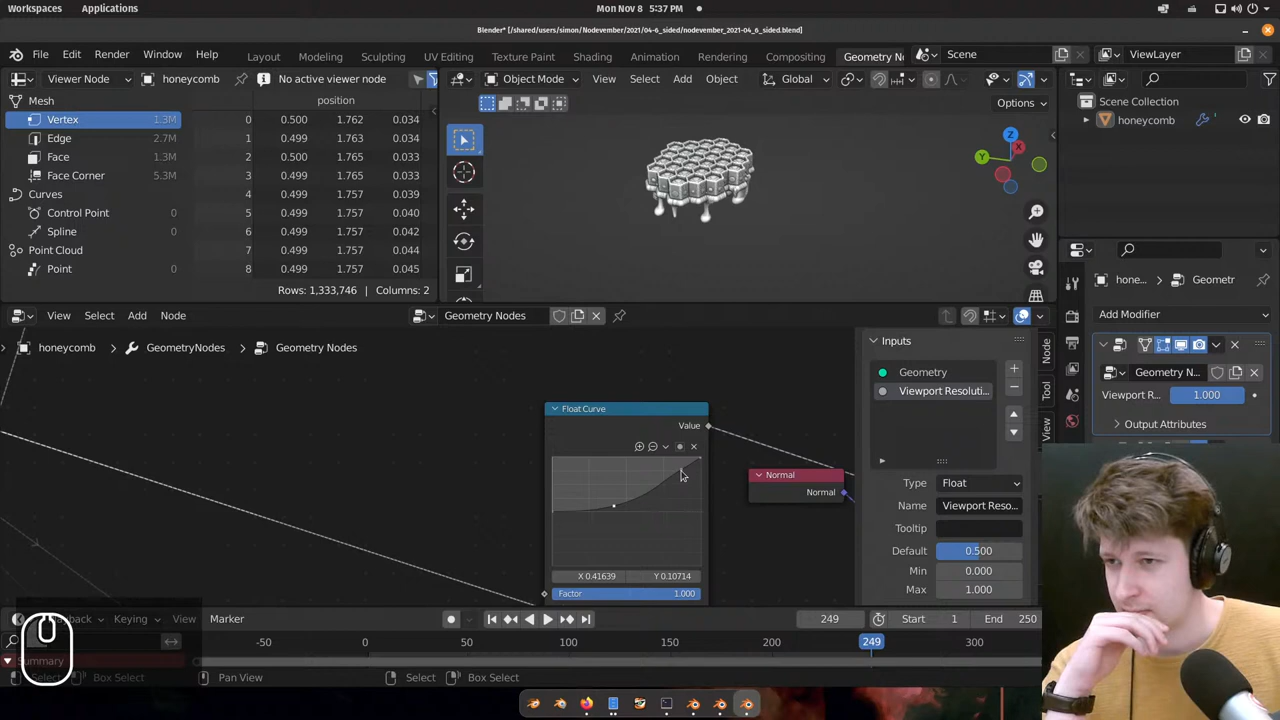 Workspaces Applications Mon Nov 8 5:37 PM
Blender* [/shared/users/simon/Nodevember/2021/04-6_sided/nodevember_2021-04_6_sided.blend]
File Edit Render Window Help Layout Modeling Sculpting UV Editing Texture Paint Shading Animation Rendering Compositing Geometry Nodes Scene ViewLayer
Viewer Node honeycomb No active viewer node Object Mode View Select Add Object Global
Mesh position Options Scene Collection
Vertex 1.3M 0 0.500 1.762 0.034 honeycomb
Edge 2.7M 1 0.499 1.763 0.034
Face 1.3M 2 0.500 1.765 0.033
Face Corner 5.3M 3 0.499 1.765 0.033
Curves 4 0.499 1.757 0.039
Control Point 0 5 0.499 1.757 0.040
Spline 0 6 0.499 1.757 0.042
Point Cloud 7 0.499 1.757 0.044
Point 0 8 0.499 1.757 0.045
Z X Y
Rows: 1,333,746 | Columns: 2
hone... Geometr
View Select Add Node Geometry Nodes Add Modifier
honeycomb GeometryNodes Geometry Nodes
Inputs
Geometry Geometry N...
Viewport Resoluti... Viewport R... 1.000
Output Attributes
Node Tool View
Float Curve
Value
Normal
Normal
Type Float
Name Viewport Reso...
Tooltip
Default 0.500
Min 0.000
Max 1.000
X 0.41639 Y 0.10714
Factor 1.000
Playback Keying View Marker 249 Start 1 End 250
-50 0 50 100 150 200 249 300
Summary
Select Box Select Pan View Select Box Select